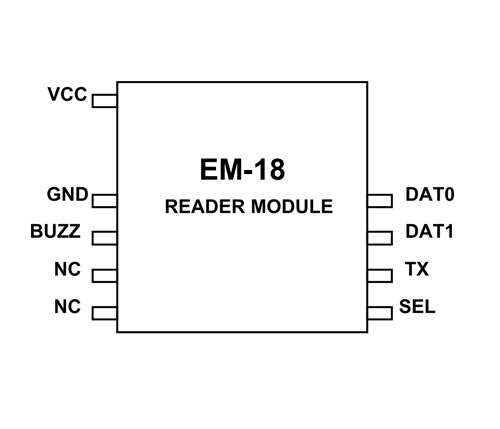 VCC
EM-18
READER MODULE
GND
BUZZ
NC
NC
DAT0
DAT1
TX
SEL